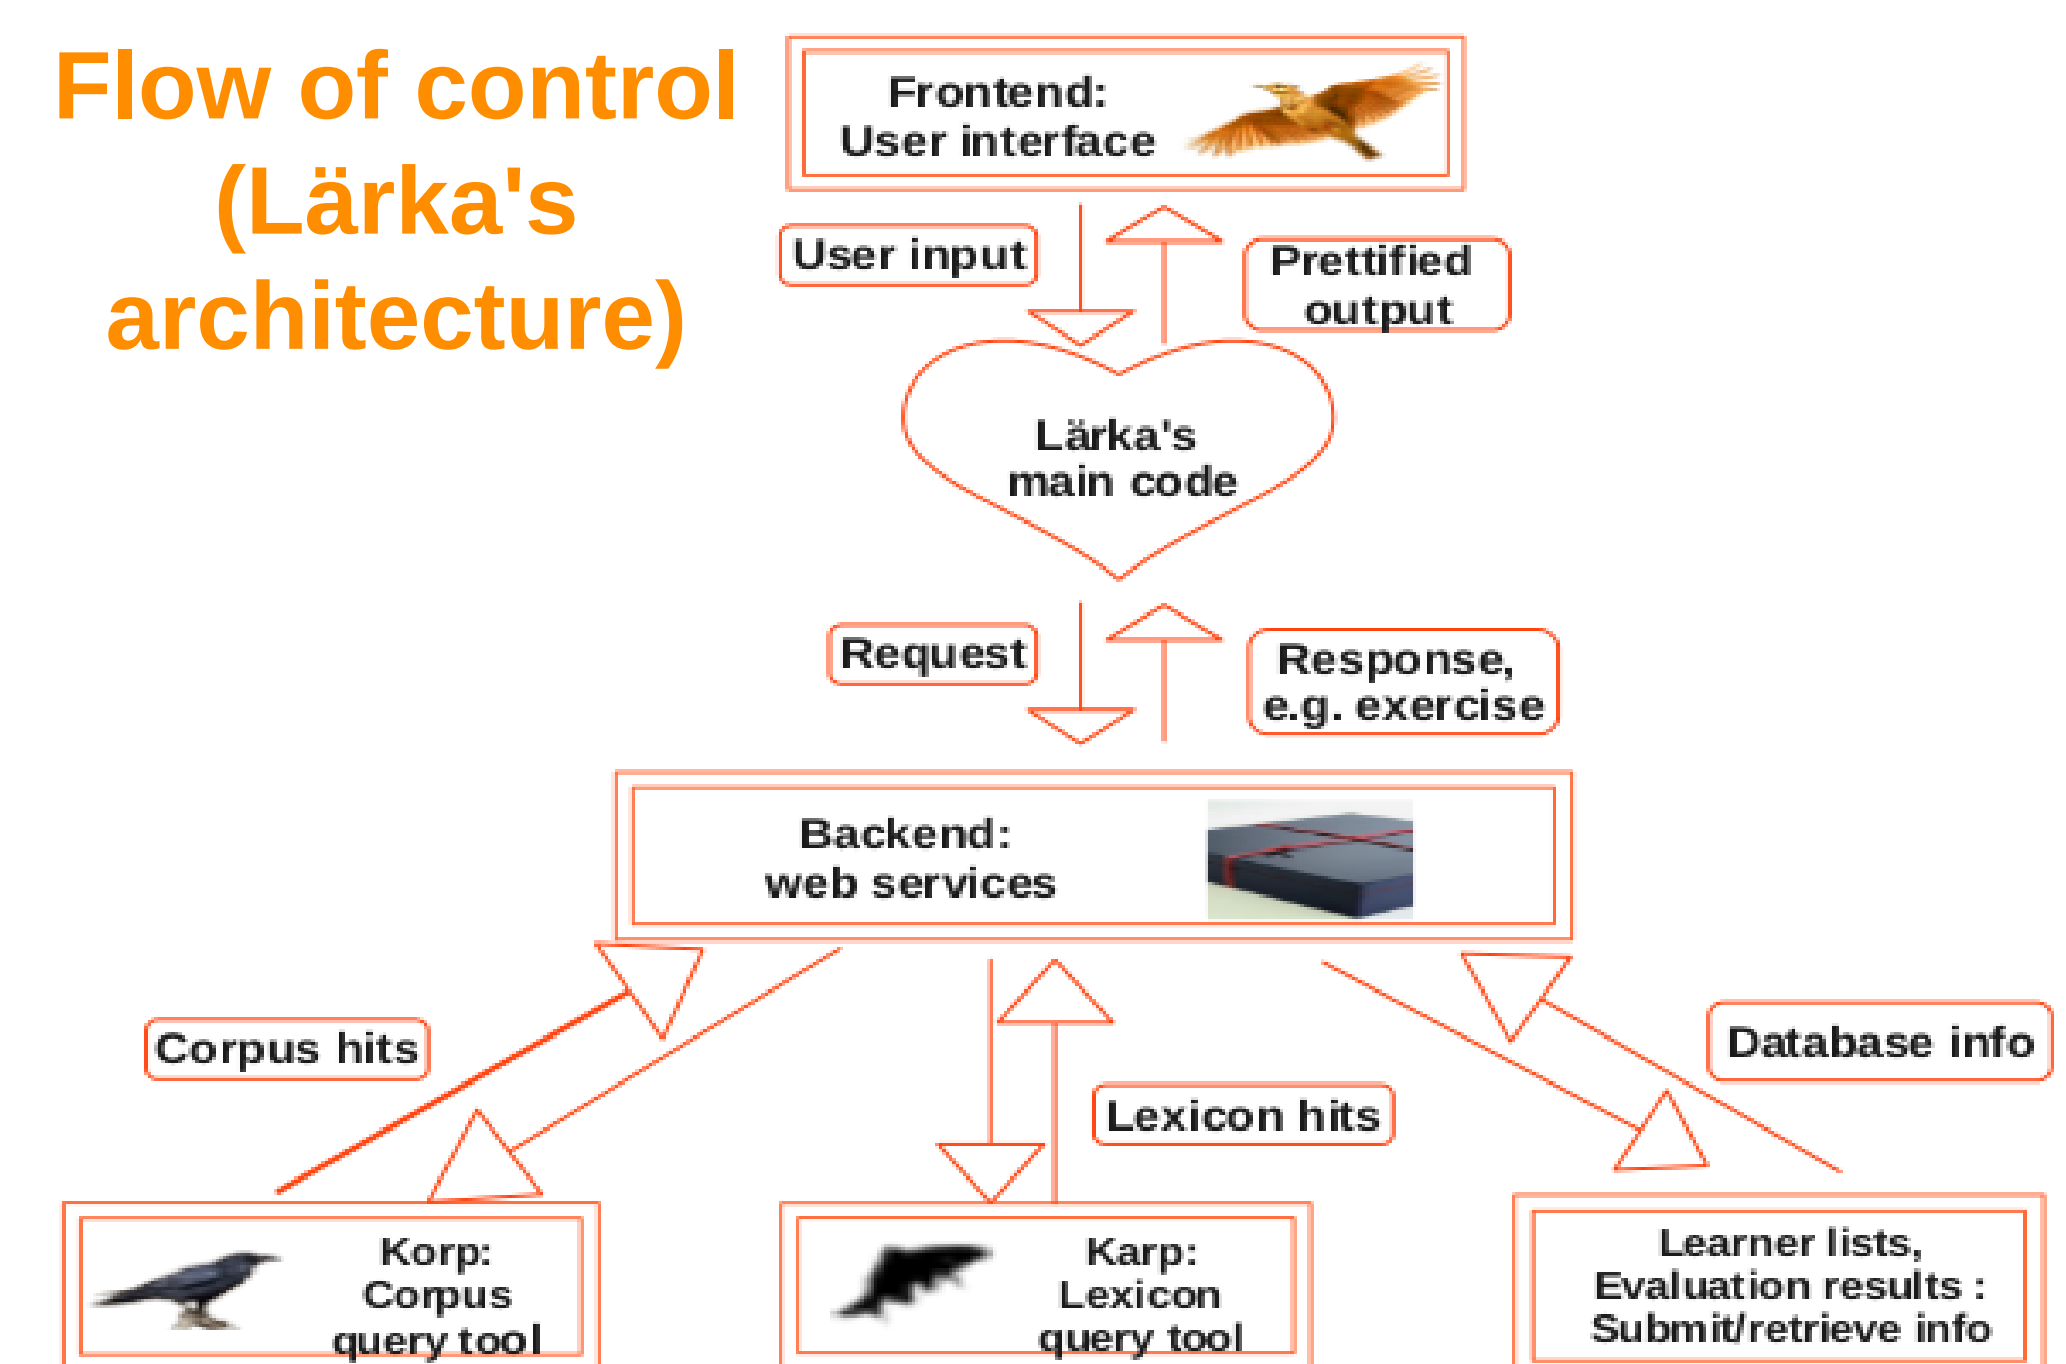 Flow of control
(Lärka's
architecture)
Frontend:
User interface
User input
Prettified
output
Lärka's
main code
Request
Response,
e.g. exercise
Backend:
web services
Corpus hits
Lexicon hits
Database info
Korp:
Corpus
query tool
Karp:
Lexicon
query tool
Learner lists,
Evaluation results :
Submit/retrieve info